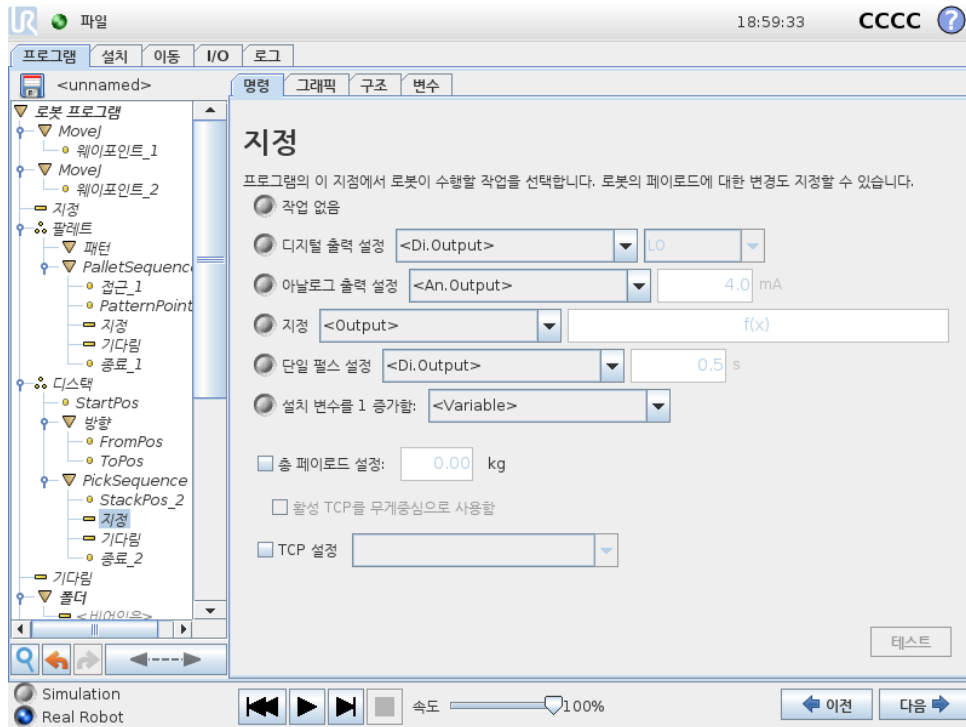 UR 파일 18:59:33 CCCC ?
프로그램 설치 이동 I/O 로그
<unnamed>
명령 그래픽 구조 변수
로봇 프로그램
MoveJ
웨이포인트_1
MoveJ
웨이포인트_2
지정
팔레트
패턴
PalletSequenc
접근_1
PatternPoint
지정
기다림
종료_1
디스택
StartPos
방향
FromPos
ToPos
PickSequence
StackPos_2
지정
기다림
종료_2
기다림
폴더
<비어있음>
지정
프로그램의 이 지점에서 로봇이 수행할 작업을 선택합니다. 로봇의 페이로드에 대한 변경도 지정할 수 있습니다.
작업 없음
디지털 출력 설정 <Di.Output> LO
아날로그 출력 설정 <An.Output> 4.0 mA
지정 <Output> f(x)
단일 펄스 설정 <Di.Output> 0.5 s
설치 변수를 1 증가함: <Variable>
총 페이로드 설정: 0.00 kg
활성 TCP를 무게중심으로 사용함
TCP 설정
테스트
Simulation
Real Robot
속도 100%
이전 다음